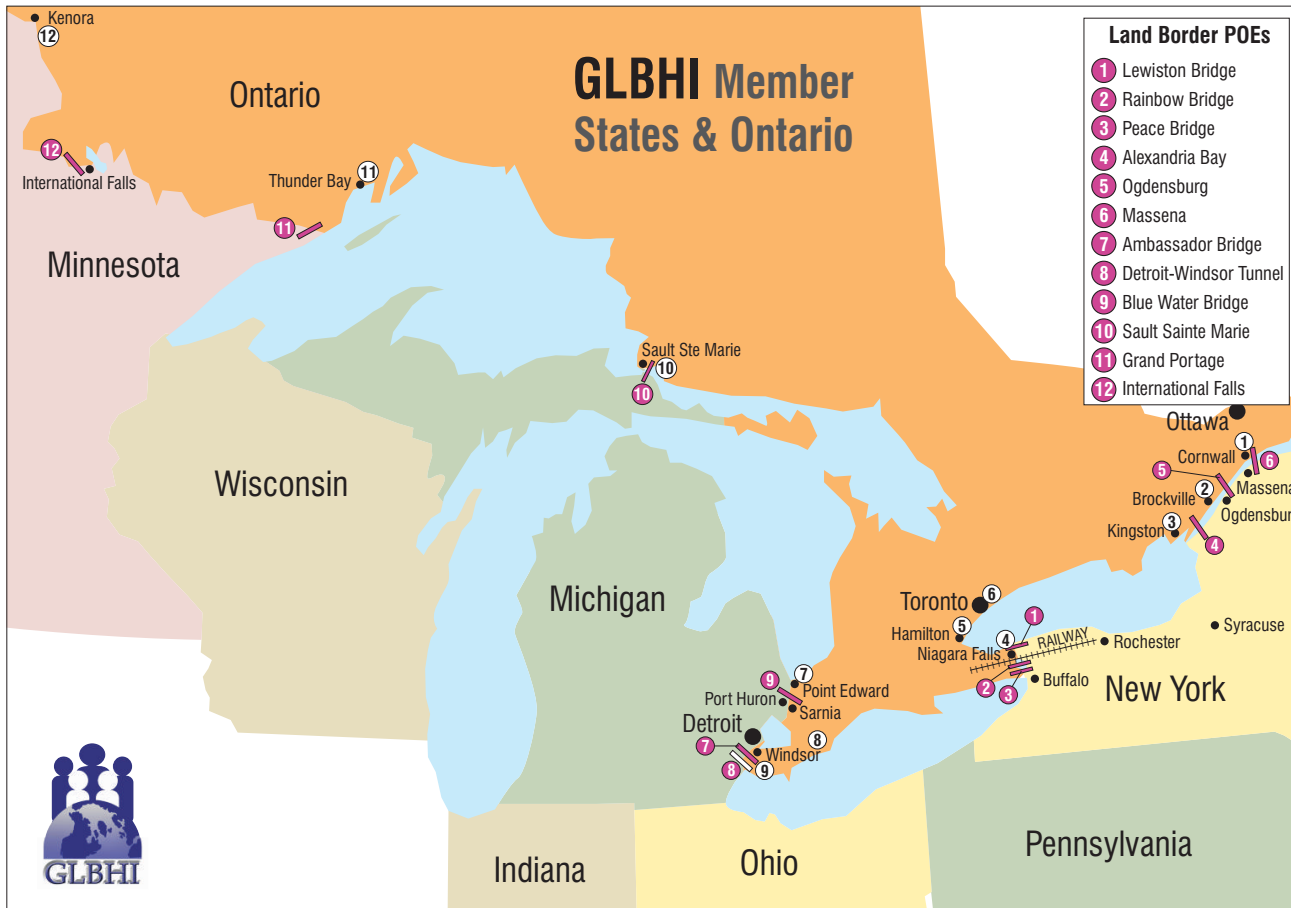 GLBHI Member
States & Ontario
Land Border POEs
1 Lewiston Bridge
2 Rainbow Bridge
3 Peace Bridge
4 Alexandria Bay
5 Ogdensburg
6 Massena
7 Ambassador Bridge
8 Detroit-Windsor Tunnel
9 Blue Water Bridge
10 Sault Sainte Marie
11 Grand Portage
12 International Falls
Kenora
12
Ontario
12
International Falls
Thunder Bay
11
11
Minnesota
Sault Ste Marie
10
10
Wisconsin
Michigan
Ottawa
Cornwall
1
6
5
Massena
Brockville
2
Ogdensbur
Kingston
3
4
Toronto
6
Hamilton
5
4
1
Niagara Falls
RAILWAY
Rochester
Syracuse
2
3
Buffalo
New York
9
7
Point Edward
Port Huron
Sarnia
Detroit
7
Windsor
8
8
9
Indiana
Ohio
Pennsylvania
GLBHI